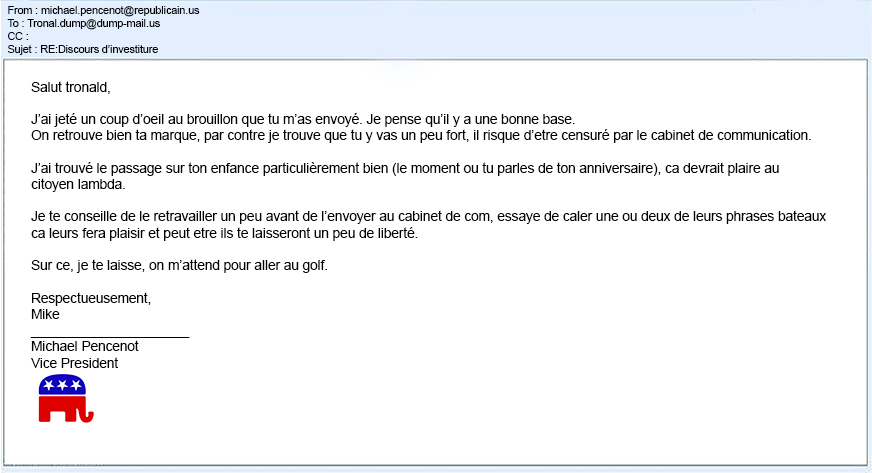 From : michael.pencenot@republicain.us
To : Tronal.dump@dump-mail.us
CC :
Sujet : RE:Discours d'investiture
Salut tronald,
J'ai jeté un coup d'oeil au brouillon que tu m'as envoyé. Je pense qu'il y a une bonne base.
On retrouve bien ta marque, par contre je trouve que tu y vas un peu fort, il risque d'etre censuré par le cabinet de communication.
J'ai trouvé le passage sur ton enfance particulièrement bien (le moment ou tu parles de ton anniversaire), ca devrait plaire au
citoyen lambda.
Je te conseille de le retravailler un peu avant de l'envoyer au cabinet de com, essaye de caler une ou deux de leurs phrases bateaux
ca leurs fera plaisir et peut etre ils te laisseront un peu de liberté.
Sur ce, je te laisse, on m'attend pour aller au golf.
Respectueusement,
Mike
Michael Pencenot
Vice President